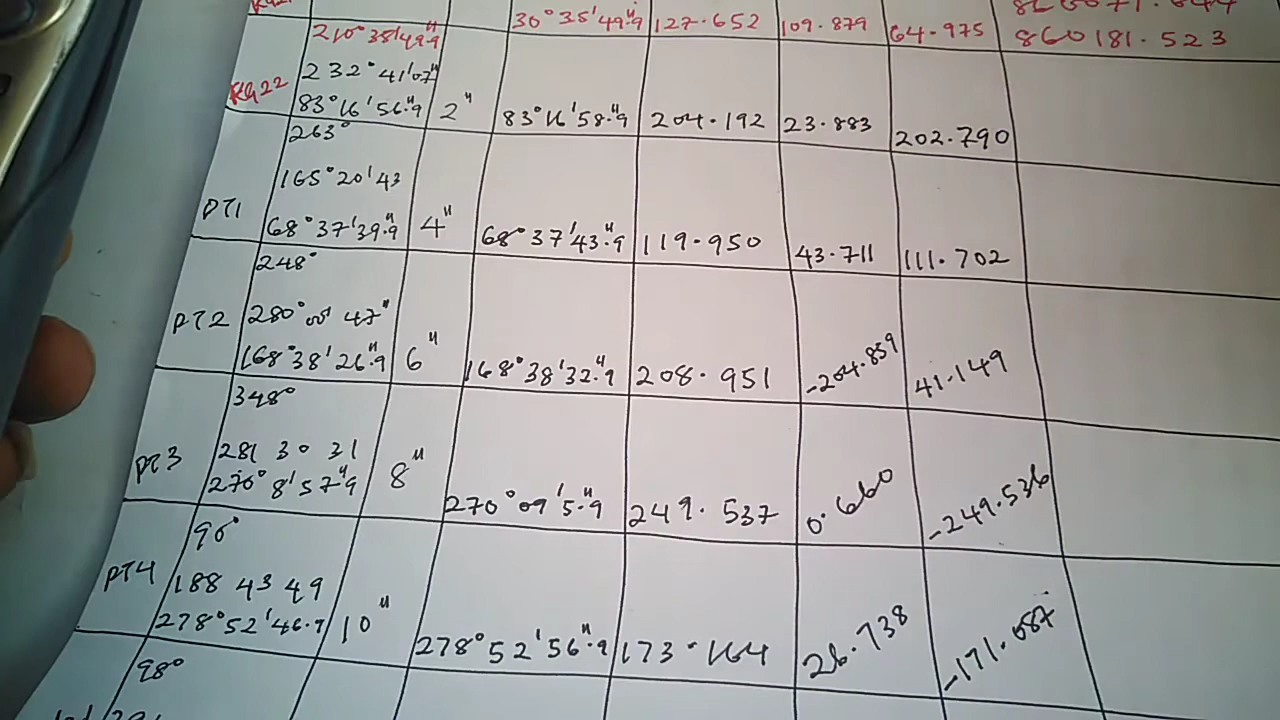 30°35'49.9" 127.652 109.879 64.975
210°35'49.9" 860181.523
232°41'07"
KG22 83°16'56.9" 2" 83°16'58.9" 204.192 23.883 202.790
263°
165°20'43
PT1 68°37'39.9" 4" 68°37'43.9" 119.950 43.711 111.702
248°
PT2 280°00'47"
168°38'26.9" 6" 168°38'32.9" 208.951 -204.859 41.149
348°
PT3 281 30 31
270°8'57.9" 8" 270°09'5.9" 249.537 0.660 -249.536
90°
PT4 188 43 49
278°52'46.9 10" 278°52'56.9" 173.164 26.738 -171.087
98°